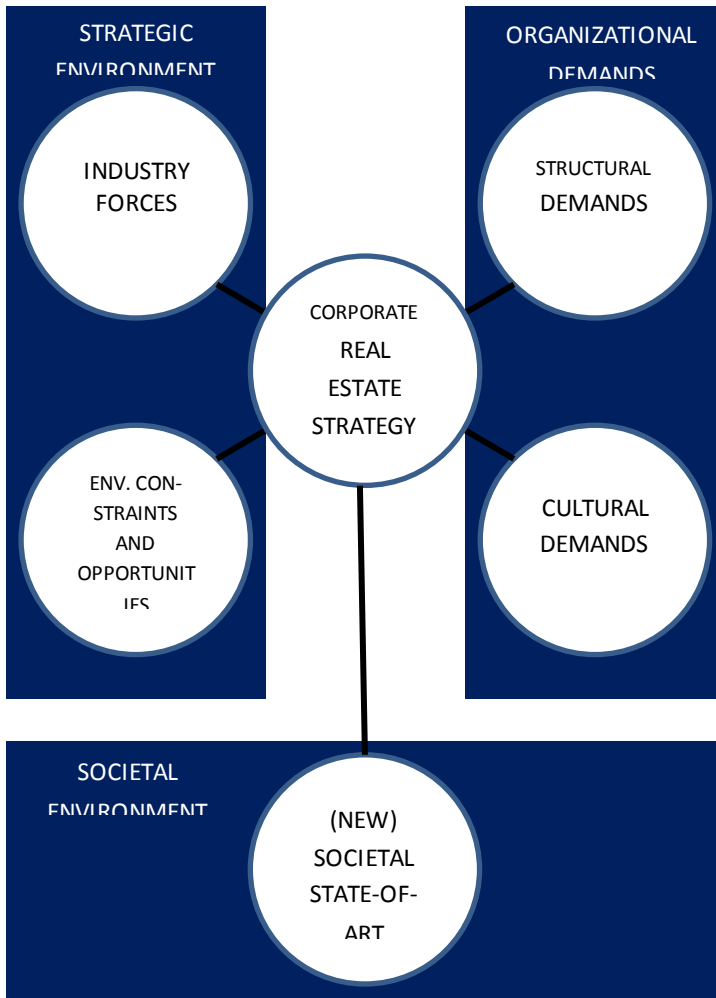 STRATEGIC
ENVIRONMENT
ORGANIZATIONAL
DEMANDS
INDUSTRY
FORCES
STRUCTURAL
DEMANDS
CORPORATE
REAL
ESTATE
STRATEGY
ENV. CON-
STRAINTS
AND
OPPORTUNIT
IES
CULTURAL
DEMANDS
SOCIETAL
ENVIRONMENT
(NEW)
SOCIETAL
STATE-OF-
ART